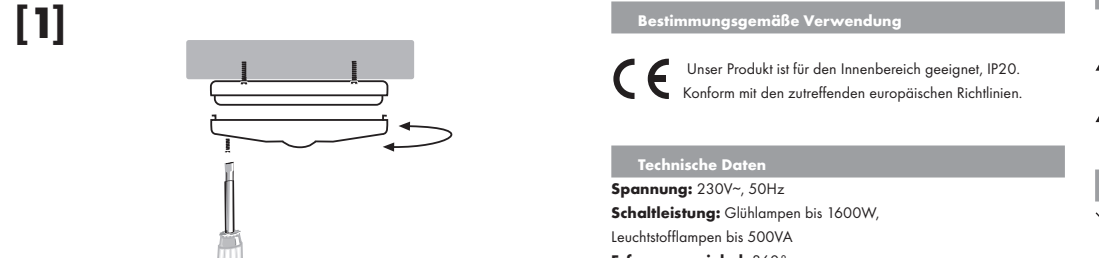 [1]
Bestimmungsgemäße Verwendung
CE Unser Produkt ist für den Innenbereich geeignet, IP20.
Konform mit den zutreffenden europäischen Richtlinien.
Technische Daten
Spannung: 230V~, 50Hz
Schaltleistung: Glühlampen bis 1600W,
Leuchtstofflampen bis 500VA